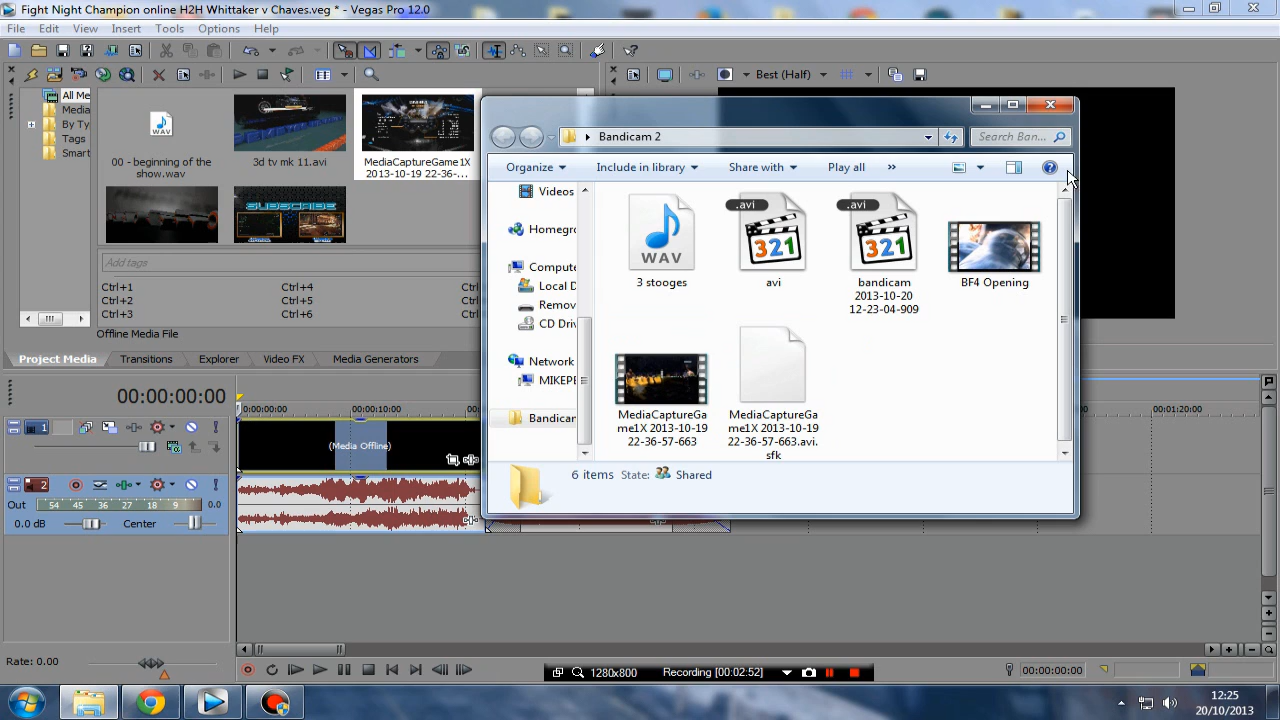 Fight Night Champion online H2H Whittaker v Chaves.veg * - Vegas Pro 12.0
File Edit View Insert Tools Options Help
Best (Half)
All Me
Media
By Ty
Tags
Smart
WAV
00 - beginning of the
show.wav
3d tv mk 11.avi
MediaCaptureGame1X
2013-10-19 22-36-...
SUBSCRIBE
Add tags
Ctrl+1 Ctrl+4
Ctrl+2 Ctrl+5
Ctrl+3 Ctrl+6
Offline Media File
Project Media Transitions Explorer Video FX Media Generators
Bandicam 2
Search Ban...
Organize Include in library Share with Play all »
Videos
Homegro
Compute
Local D
Remov
CD Driv
Network
MIKEPE
Bandicam
WAV
3 stooges
.avi
321
avi
.avi
321
bandicam
2013-10-20
12-23-04-909
BF4 Opening
MediaCaptureGa
me1X 2013-10-19
22-36-57-663
MediaCaptureGa
me1X 2013-10-19
22-36-57-663.avi.
sfk
6 items State: Shared
00:00:00:00
0:00:00:00 00:00:10:00 00:01:20:00
1
(Media Offline)
2
Out 54 45 36 27 18 9 0.0
0.0 dB Center
Rate: 0.00
1280x800 Recording [00:02:52]
00:00:00:00
12:25
20/10/2013